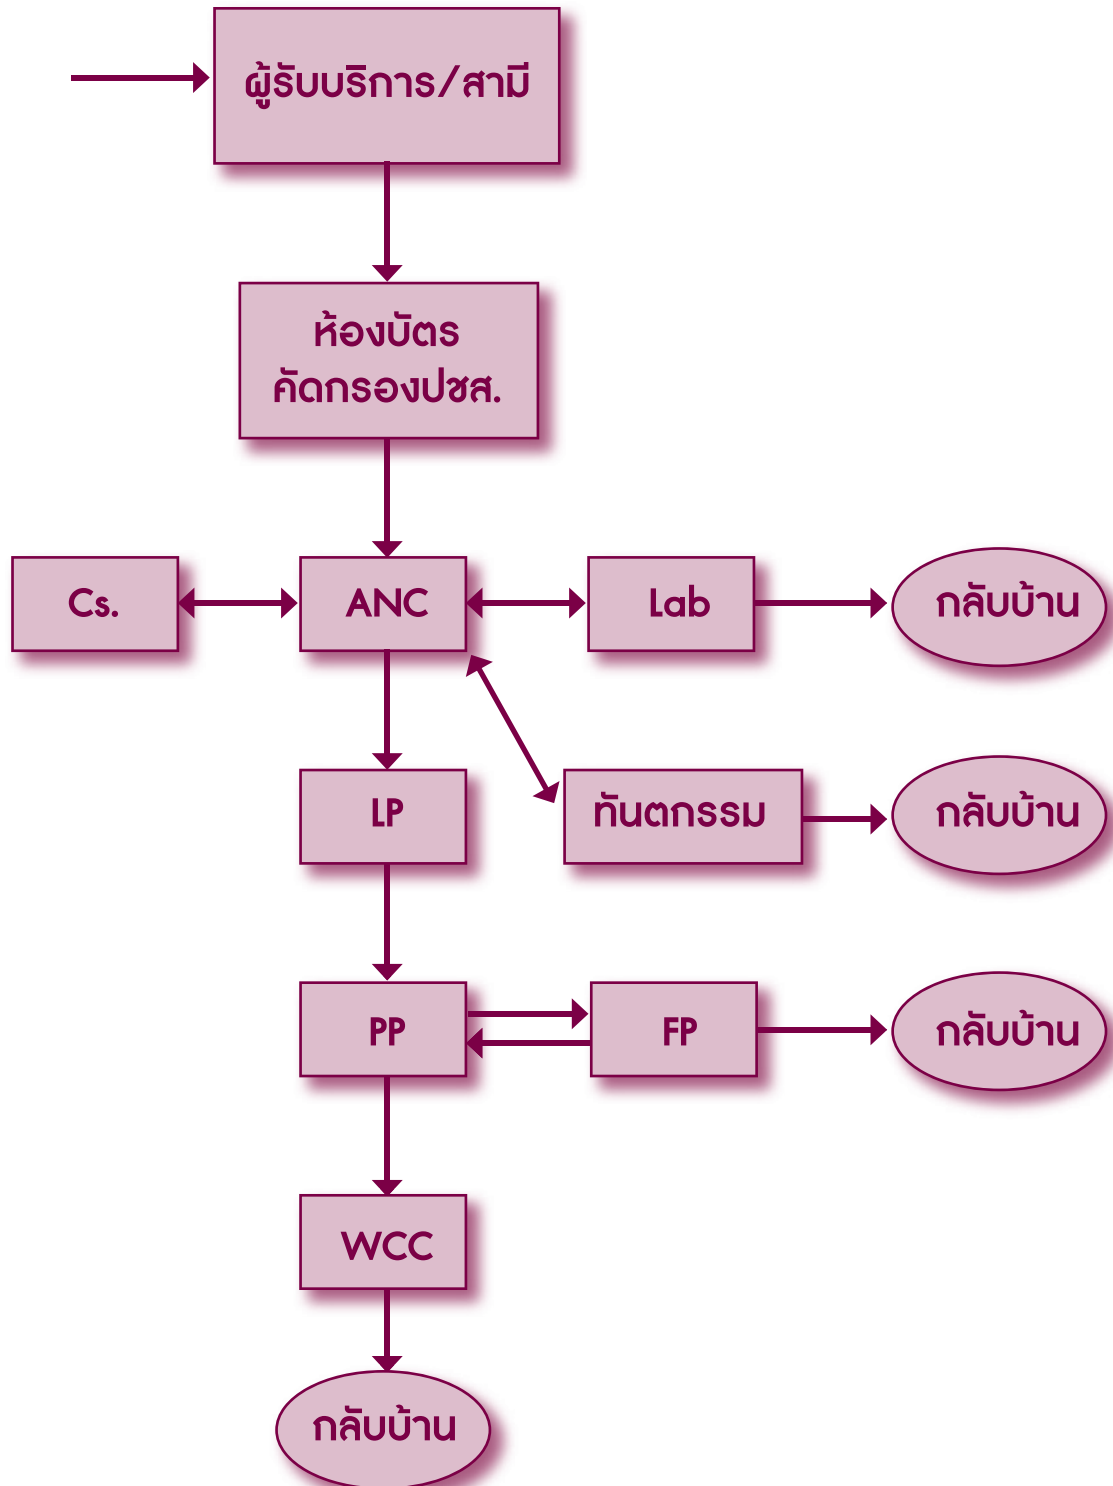 ผู้รับบริการ/สามี
ห้องบัตร
คัดกรองปชส.
Cs.
ANC
Lab
กลับบ้าน
LP
ทันตกรรม
กลับบ้าน
PP
FP
กลับบ้าน
WCC
กลับบ้าน